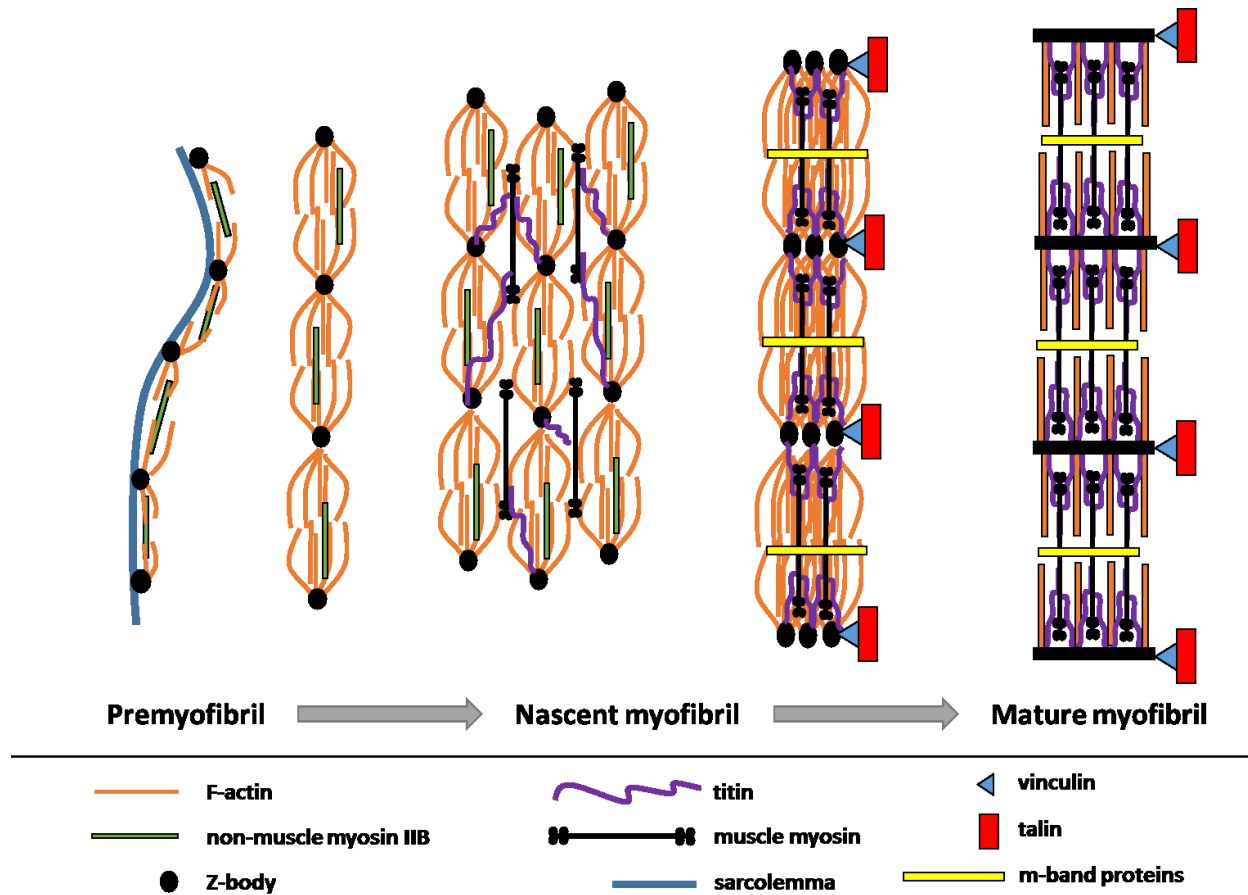 Premyofibril
Nascent myofibril
Mature myofibril
F-actin
titin
vinculin
non-muscle myosin IIB
muscle myosin
talin
Z-body
sarcolemma
m-band proteins